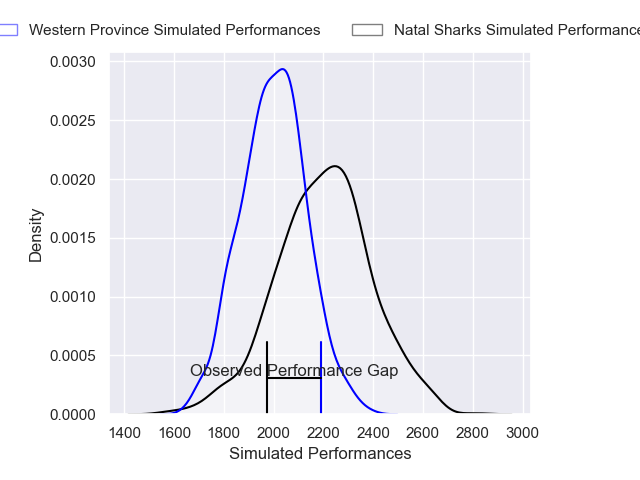 Western Province Simulated Performances
Natal Sharks Simulated Performance
0.0030
0.0025
0.0020
0.0015
0.0010
0.0005
0.0000
Density
Observed Performance Gap
1400 1600 1800 2000 2200 2400 2600 2800 3000
Simulated Performances